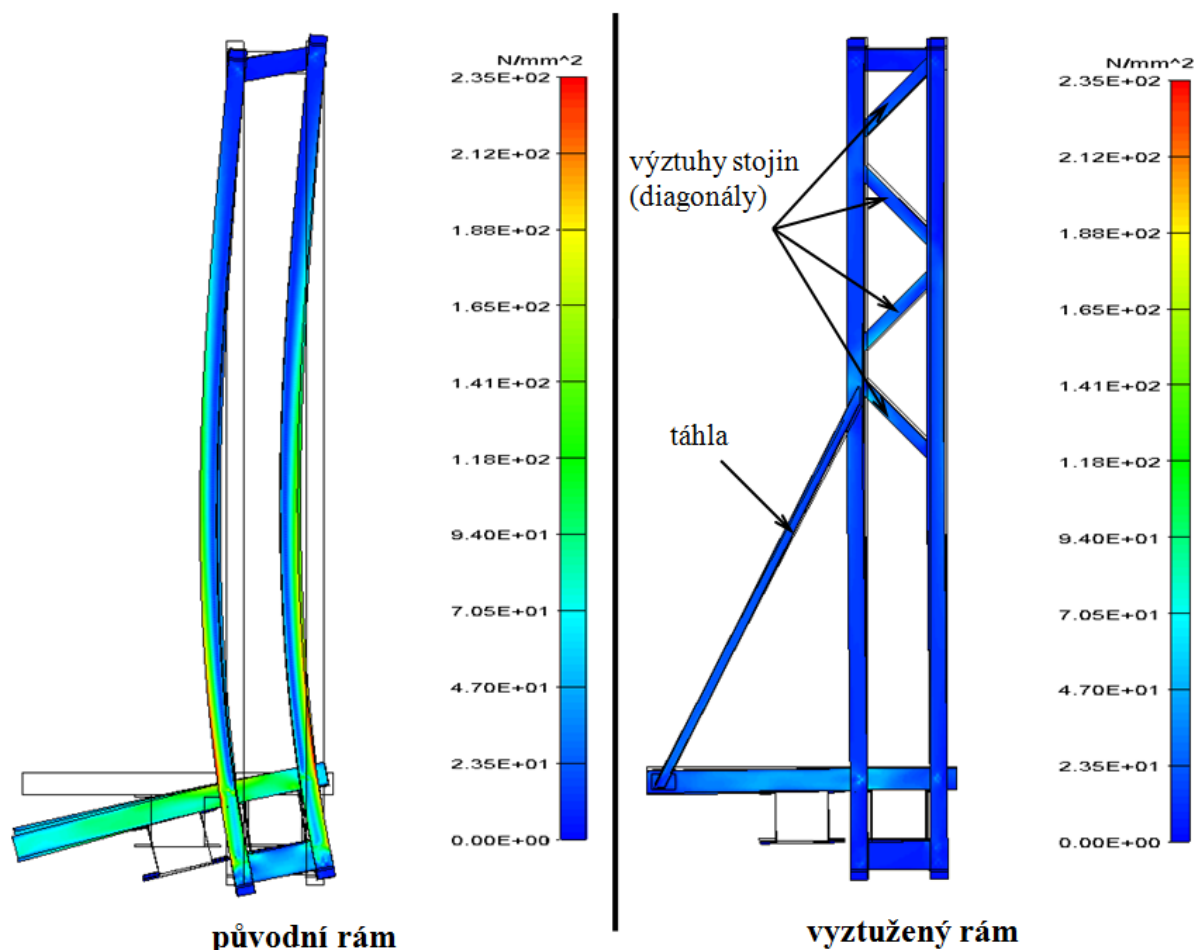 N/mm^2
2.35E+02
2.12E+02
1.88E+02
1.65E+02
1.41E+02
1.18E+02
9.40E+01
7.05E+01
4.70E+01
2.35E+01
0.00E+00
původní rám
výztuhy stojin
(diagonály)
táhla
N/mm^2
2.35E+02
2.12E+02
1.88E+02
1.65E+02
1.41E+02
1.18E+02
9.40E+01
7.05E+01
4.70E+01
2.35E+01
0.00E+00
vyztužený rám